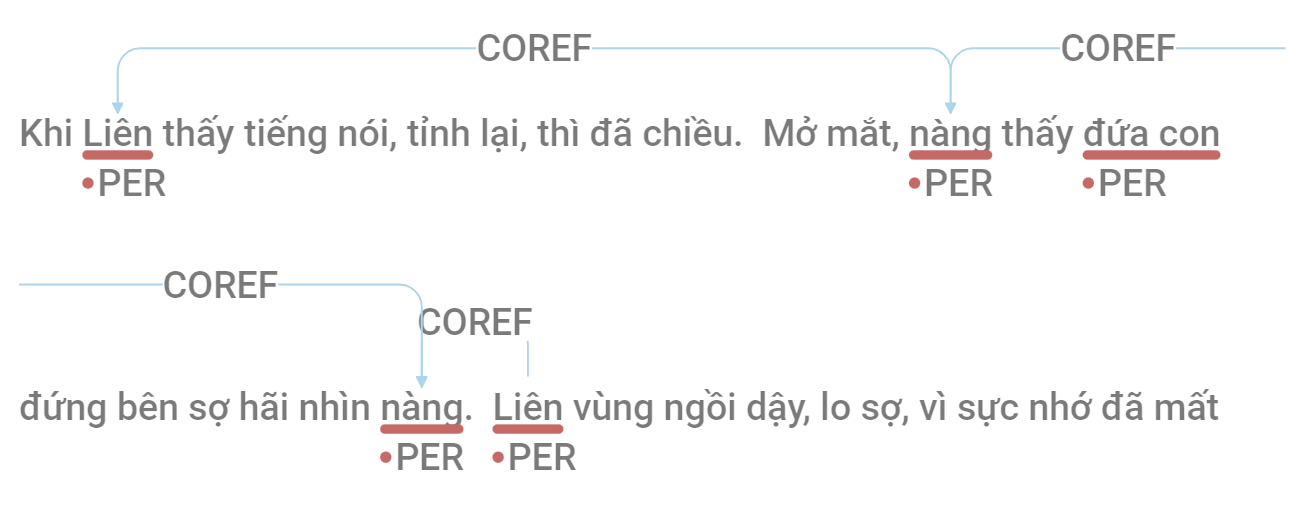 COREF COREF
Khi Liên thấy tiếng nói, tỉnh lại, thì đã chiều. Mở mắt, nàng thấy đứa con
PER PER PER
COREF
COREF
đứng bên sợ hãi nhìn nàng. Liên vùng ngồi dậy, lo sợ, vì sực nhớ đã mất
PER PER